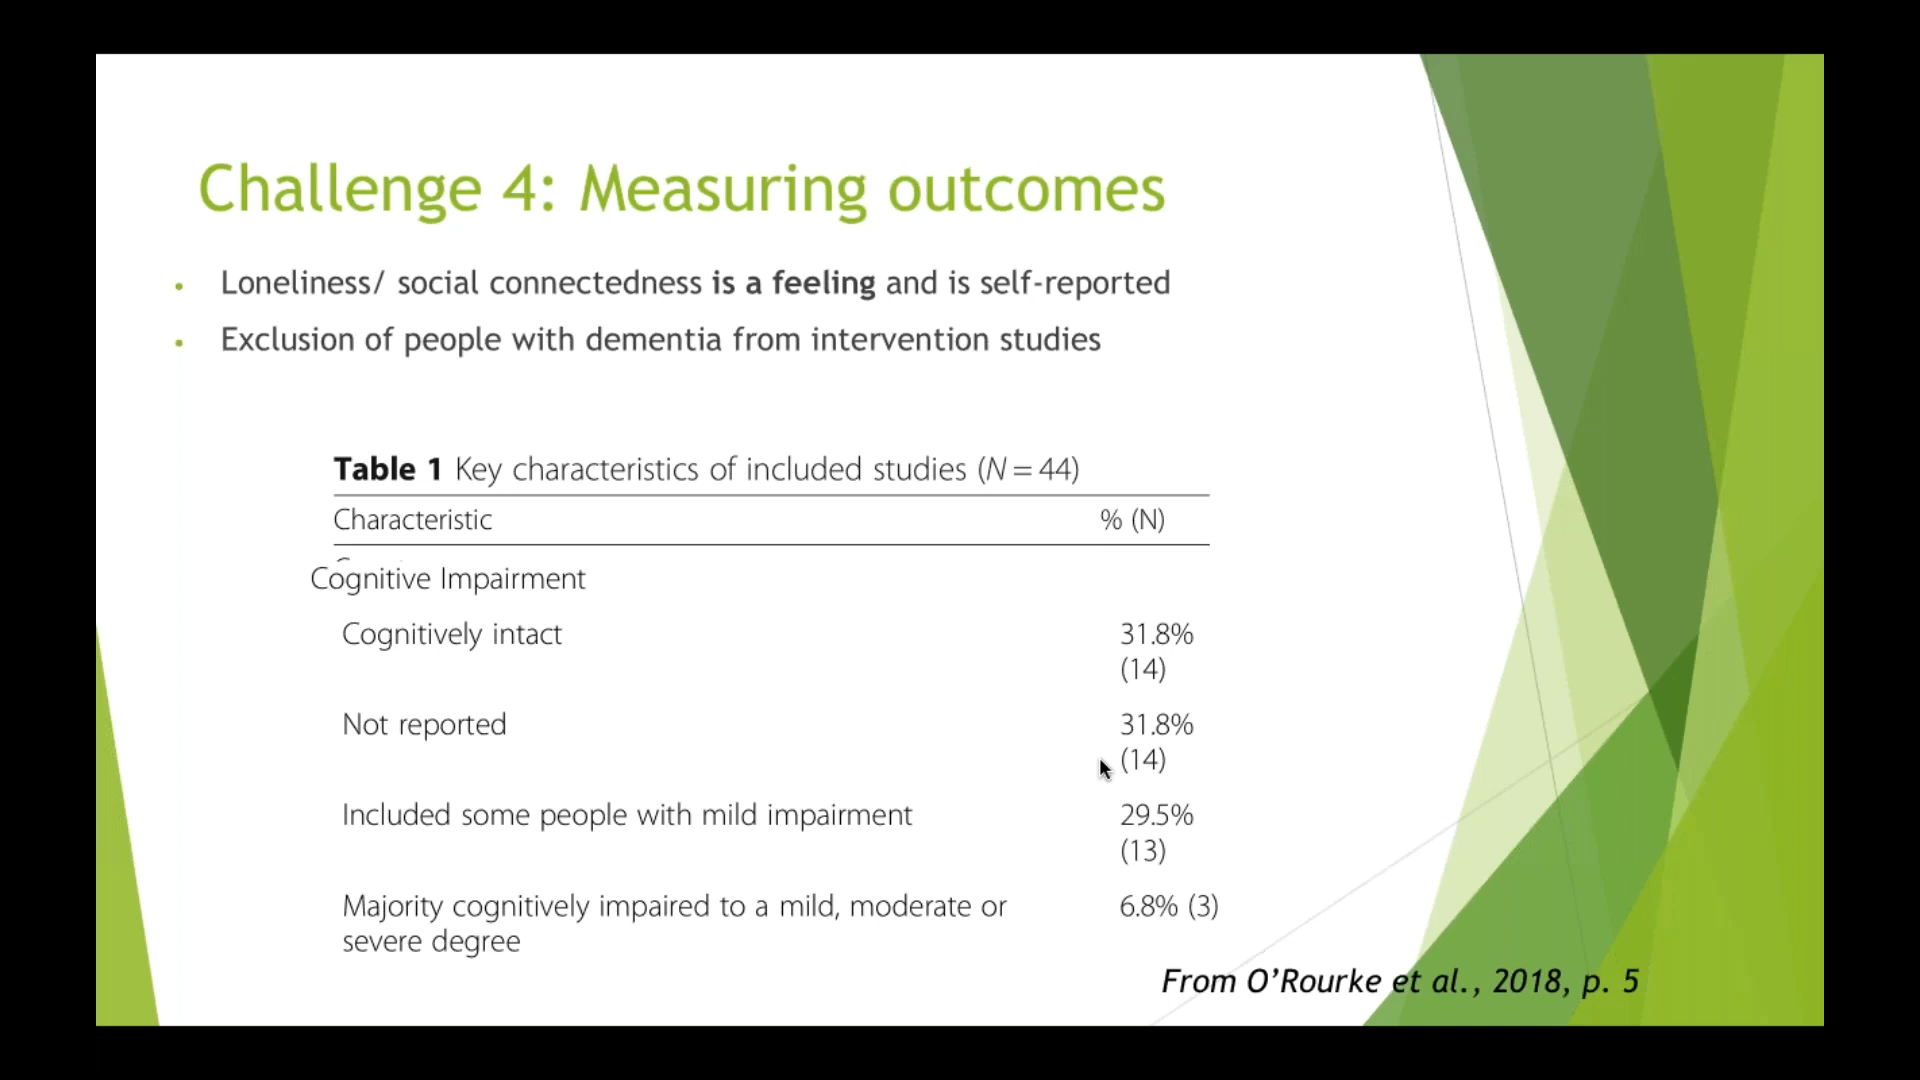 Challenge 4: Measuring outcomes
• Loneliness/ social connectedness is a feeling and is self-reported
• Exclusion of people with dementia from intervention studies
Table 1 Key characteristics of included studies (N = 44)
Characteristic % (N)
Cognitive Impairment
Cognitively intact 31.8%
(14)
Not reported 31.8%
(14)
Included some people with mild impairment 29.5%
(13)
Majority cognitively impaired to a mild, moderate or 6.8% (3)
severe degree
From O’Rourke et al., 2018, p. 5